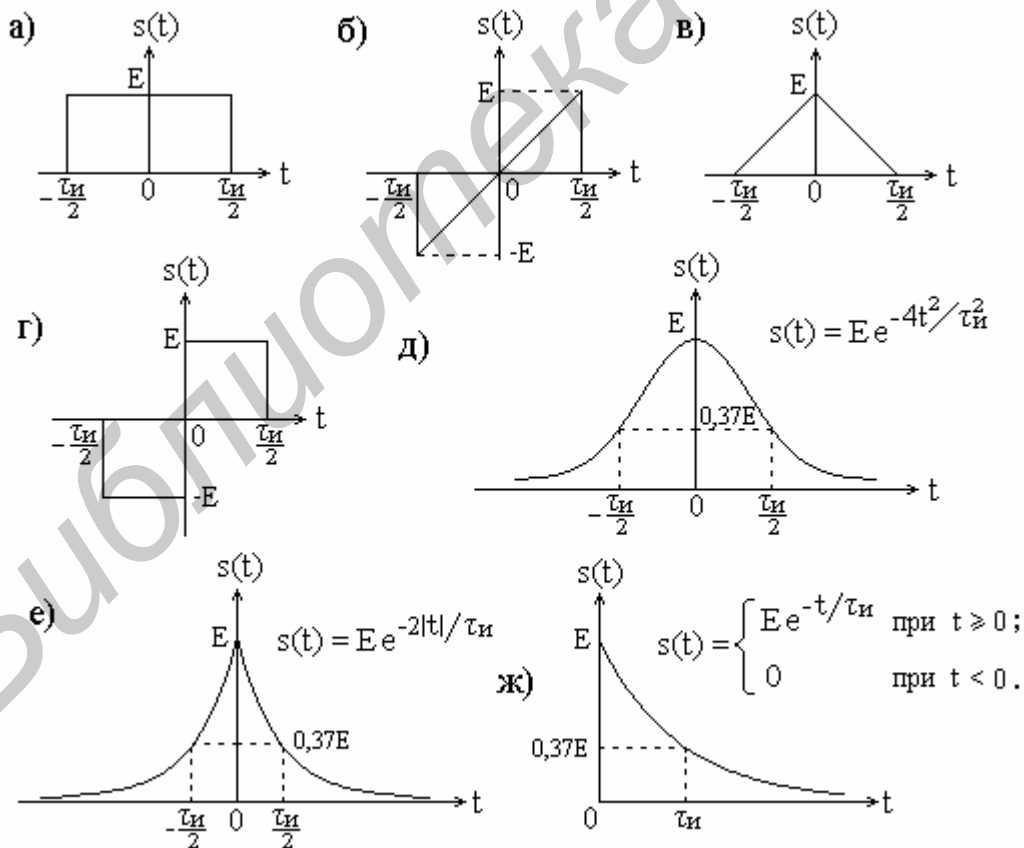 а)
s(t)
E
-τи/2 0 τи/2 t
б)
s(t)
E
-τи/2 0 τи/2 t
-E
в)
s(t)
E
-τи/2 0 τи/2 t
г)
s(t)
E
-τи/2 0 τи/2 t
-E
д)
s(t)
E
s(t) = E e^{-4t²/τ²и}
0,37E
-τи/2 0 τи/2 t
е)
s(t)
E
s(t) = E e^{-2|t|/τи}
0,37E
-τи/2 0 τи/2 t
ж)
s(t)
E
s(t) = { E e^{-t/τи} при t ⩾ 0;
0 при t < 0.
0,37E
0 τи t
Библиотека